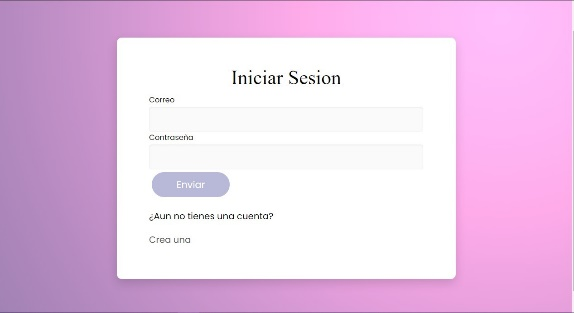 Iniciar Sesion
Correo
Contraseña
Enviar
¿Aun no tienes una cuenta?
Crea una